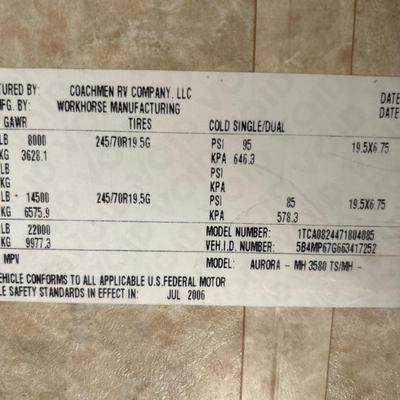 TURED BY: COACHMEN RV COMPANY, LLC DATE
MFG. BY: WORKHORSE MANUFACTURING DATE
GAWR TIRES COLD SINGLE/DUAL
LB 8000 245/70R19.5G PSI 95 19.5X6.75
KG 3628.1 KPA 646.3
LB PSI
KG KPA
LB 14500 245/70R19.5G PSI 85 19.5X6.75
KG 6575.9 KPA 578.3
LB 22000 MODEL NUMBER: 1TCA0824471804085
KG 9977.3 VEH.I.D. NUMBER: 5B4MP67G663417252
MPV MODEL: AURORA - MH 3580 TS/MH -
EHICLE CONFORMS TO ALL APPLICABLE U.S.FEDERAL MOTOR
LE SAFETY STANDARDS IN EFFECT IN: JUL 2006